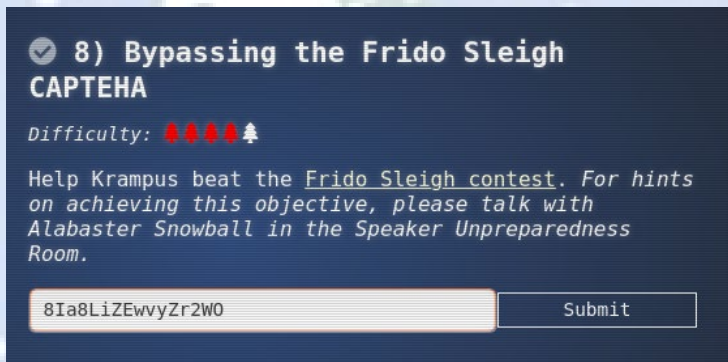 8) Bypassing the Frido Sleigh
CAPTEHA
Difficulty:
Help Krampus beat the Frido Sleigh contest. For hints
on achieving this objective, please talk with
Alabaster Snowball in the Speaker Unpreparedness
Room.
8Ia8LiZEwvyZr2WO
Submit